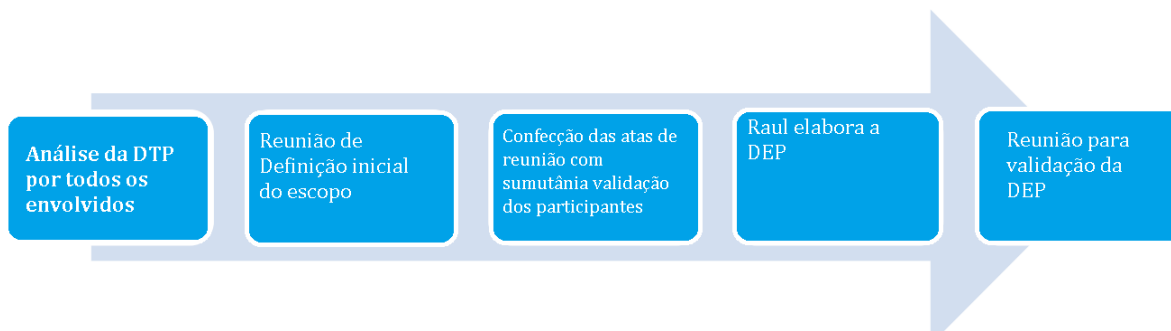 Análise da DTP
por todos os
envolvidos
Reunião de
Definição inicial
do escopo
Confecção das atas de
reunião com
sumutânia validação
dos participantes
Raul elabora a
DEP
Reunião para
validação da
DEP